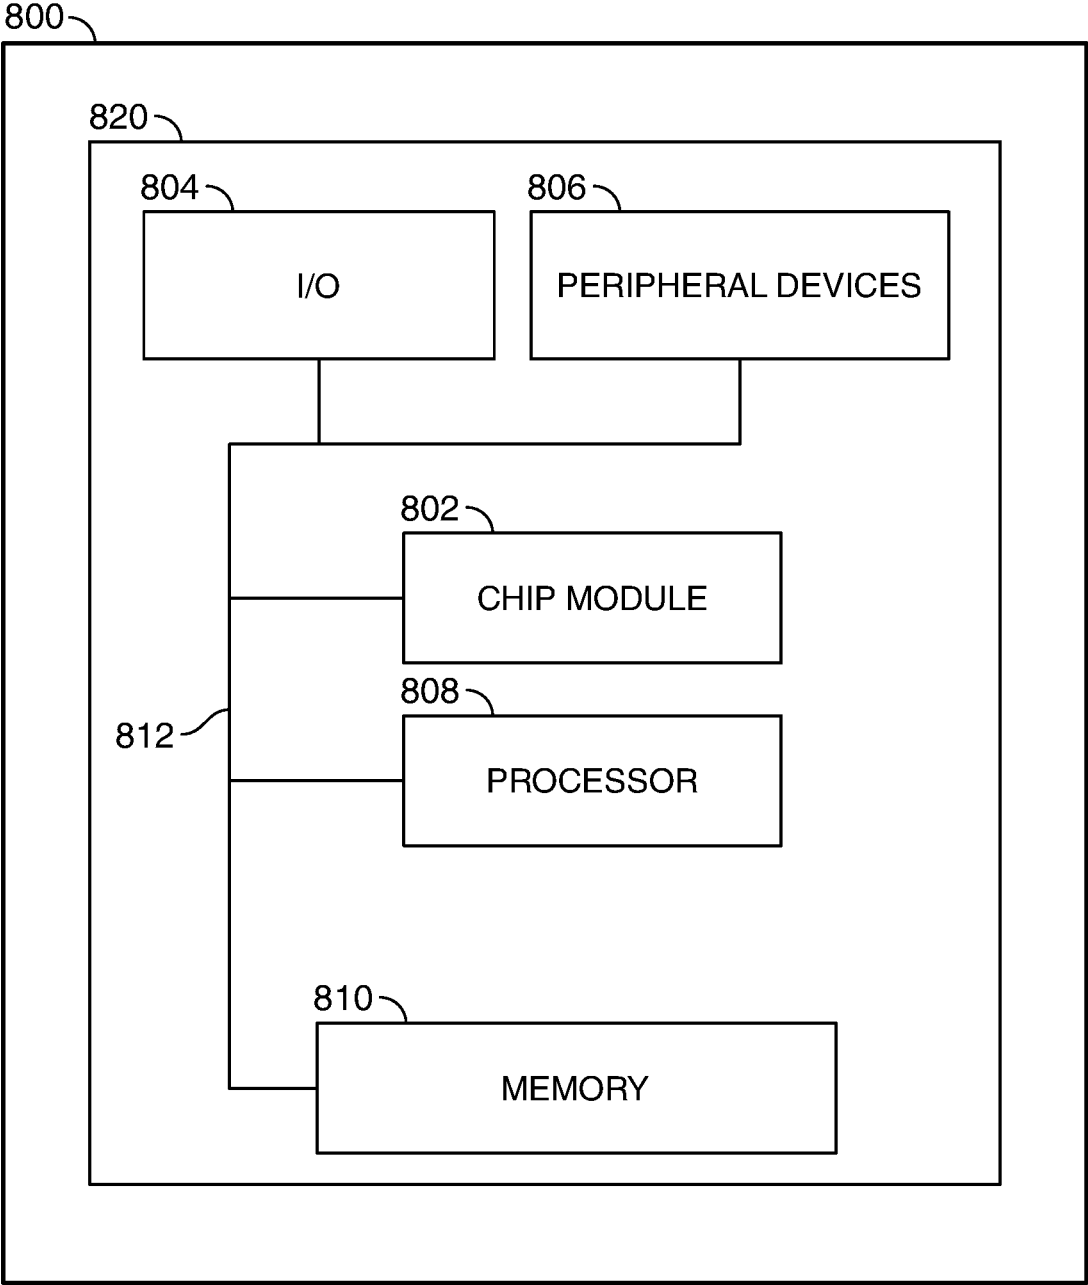 800
820
804
806
I/O
PERIPHERAL DEVICES
802
CHIP MODULE
808
812
PROCESSOR
810
MEMORY